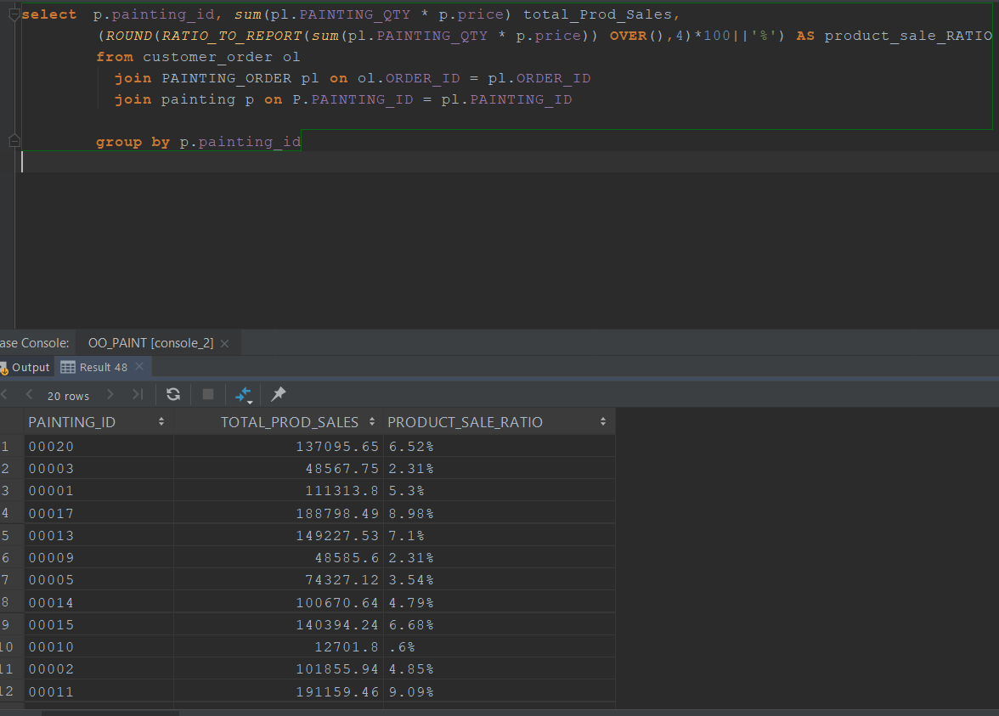 select p.painting_id, sum(pl.PAINTING_QTY * p.price) total_Prod_Sales,
(ROUND(RATIO_TO_REPORT(sum(pl.PAINTING_QTY * p.price)) OVER(),4)*100||'%') AS product_sale_RATIO
from customer_order ol
join PAINTING_ORDER pl on ol.ORDER_ID = pl.ORDER_ID
join painting p on P.PAINTING_ID = pl.PAINTING_ID
group by p.painting_id
ase Console: OO_PAINT [console_2]
Output Result 48
20 rows
PAINTING_ID TOTAL_PROD_SALES PRODUCT_SALE_RATIO
1 00020 137095.65 6.52%
2 00003 48567.75 2.31%
3 00001 111313.8 5.3%
4 00017 188798.49 8.98%
5 00013 149227.53 7.1%
6 00009 48585.6 2.31%
7 00005 74327.12 3.54%
8 00014 100670.64 4.79%
9 00015 140394.24 6.68%
10 00010 12701.8 .6%
11 00002 101855.94 4.85%
12 00011 191159.46 9.09%